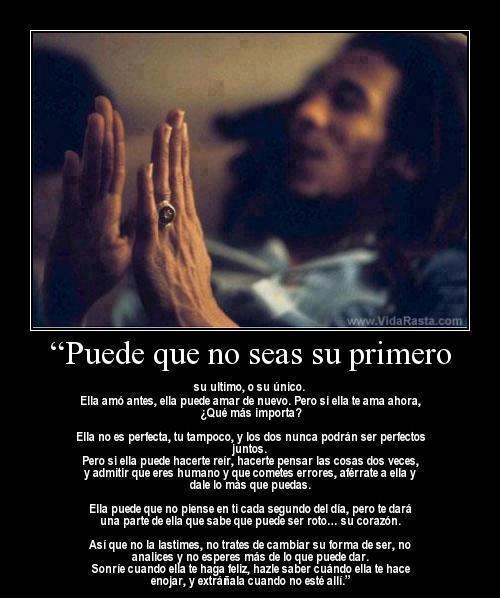 www.VidaRasta.com
“Puede que no seas su primero
su ultimo, o su único.
Ella amó antes, ella puede amar de nuevo. Pero si ella te ama ahora,
¿Qué más importa?
Ella no es perfecta, tu tampoco, y los dos nunca podrán ser perfectos
juntos.
Pero si ella puede hacerte reír, hacerte pensar las cosas dos veces,
y admitir que eres humano y que cometes errores, aférrate a ella y
dale lo más que puedas.
Ella puede que no piense en ti cada segundo del día, pero te dará
una parte de ella que sabe que puede ser roto... su corazón.
Así que no la lastimes, no trates de cambiar su forma de ser, no
analices y no esperes más de lo que puede dar.
Sonríe cuando ella te haga feliz, hazle saber cuándo ella te hace
enojar, y extráñala cuando no esté allí.”